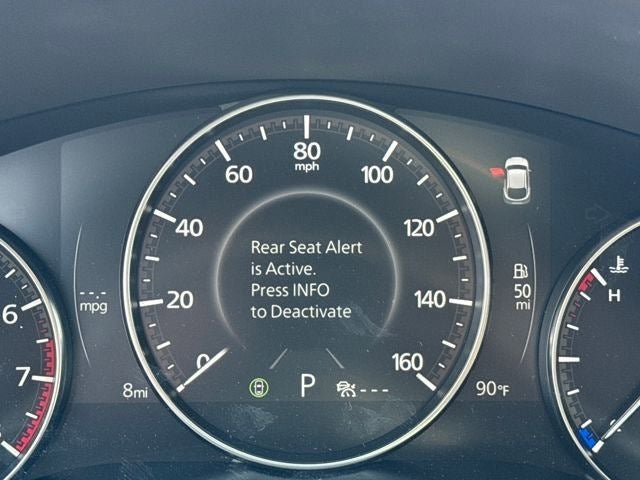 80
mph
60
100
40
120
Rear Seat Alert
is Active.
Press INFO
to Deactivate
20
140
0
160
--- 
mpg
50
mi
H
6
7
8mi
P
---
90°F